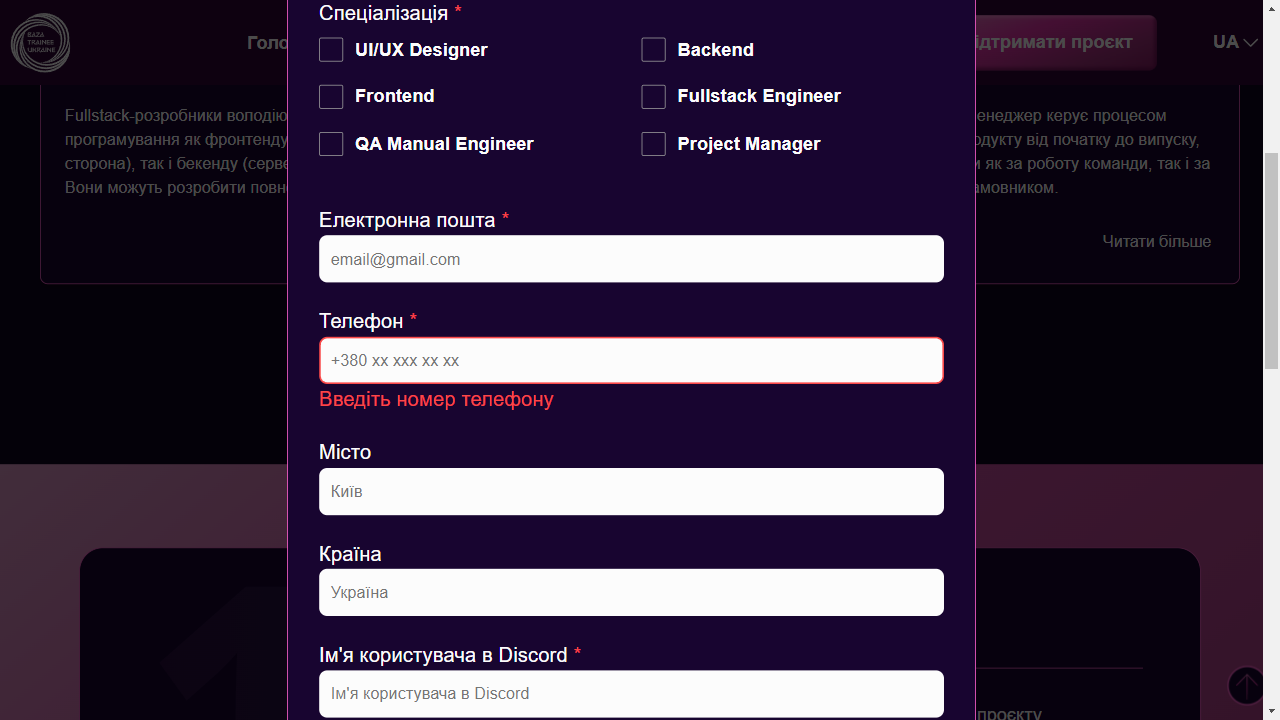 Спеціалізація *
BAZA
TRAINEE
UKRAINE
Голо
ідтримати проєкт
UA
UI/UX Designer
Backend
Frontend
Fullstack Engineer
QA Manual Engineer
Project Manager
Fullstack-розробники володію
програмування як фронтенду
сторона), так і бекенду (серве
Вони можуть розробити повно
енеджер керує процесом
одукту від початку до випуску,
и як за роботу команди, так і за
амовником.
Читати більше
Електронна пошта *
email@gmail.com
Телефон *
+380 xx xxx xx xx
Введіть номер телефону
Місто
Київ
Країна
Україна
Ім'я користувача в Discord *
Ім'я користувача в Discord
1
проєкту